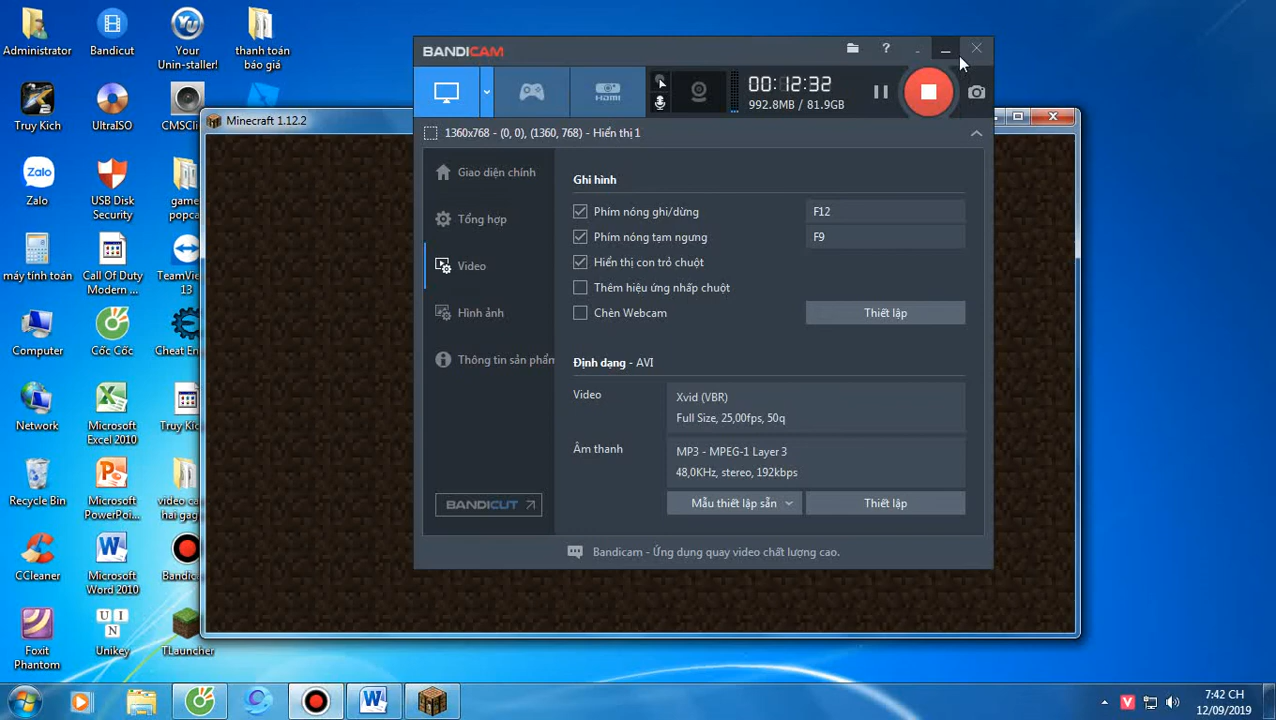 Administrator
Bandicut
Your
Unin-staller!
thanh toán
báo giá
Truy Kich
UltraISO
CMSCli
Zalo
USB Disk
Security
game
popca
máy tính toán
Call Of Duty
Modern ...
TeamVie
13
Computer
Cốc Cốc
Cheat En
Network
Microsoft
Excel 2010
Truy Kic
Recycle Bin
Microsoft
PowerPoi...
video ca
hai gag
CCleaner
Microsoft
Word 2010
Bandica
Foxit
Phantom
UNI
Unikey
TLauncher
Minecraft 1.12.2
BANDICAM
?
HDMI
00:12:32
992.8MB / 81.9GB
1360x768 - (0, 0), (1360, 768) - Hiển thị 1
Giao diện chính
Tổng hợp
Video
Hình ảnh
Thông tin sản phẩm
BANDICUT
Ghi hình
Phím nóng ghi/dừng
F12
Phím nóng tạm ngưng
F9
Hiển thị con trỏ chuột
Thêm hiệu ứng nhấp chuột
Chèn Webcam
Thiết lập
Định dạng - AVI
Video
Xvid (VBR)
Full Size, 25,00fps, 50q
Âm thanh
MP3 - MPEG-1 Layer 3
48,0KHz, stereo, 192kbps
Mẫu thiết lập sẵn
Thiết lập
Bandicam - Ứng dụng quay video chất lượng cao.
V
7:42 CH
12/09/2019